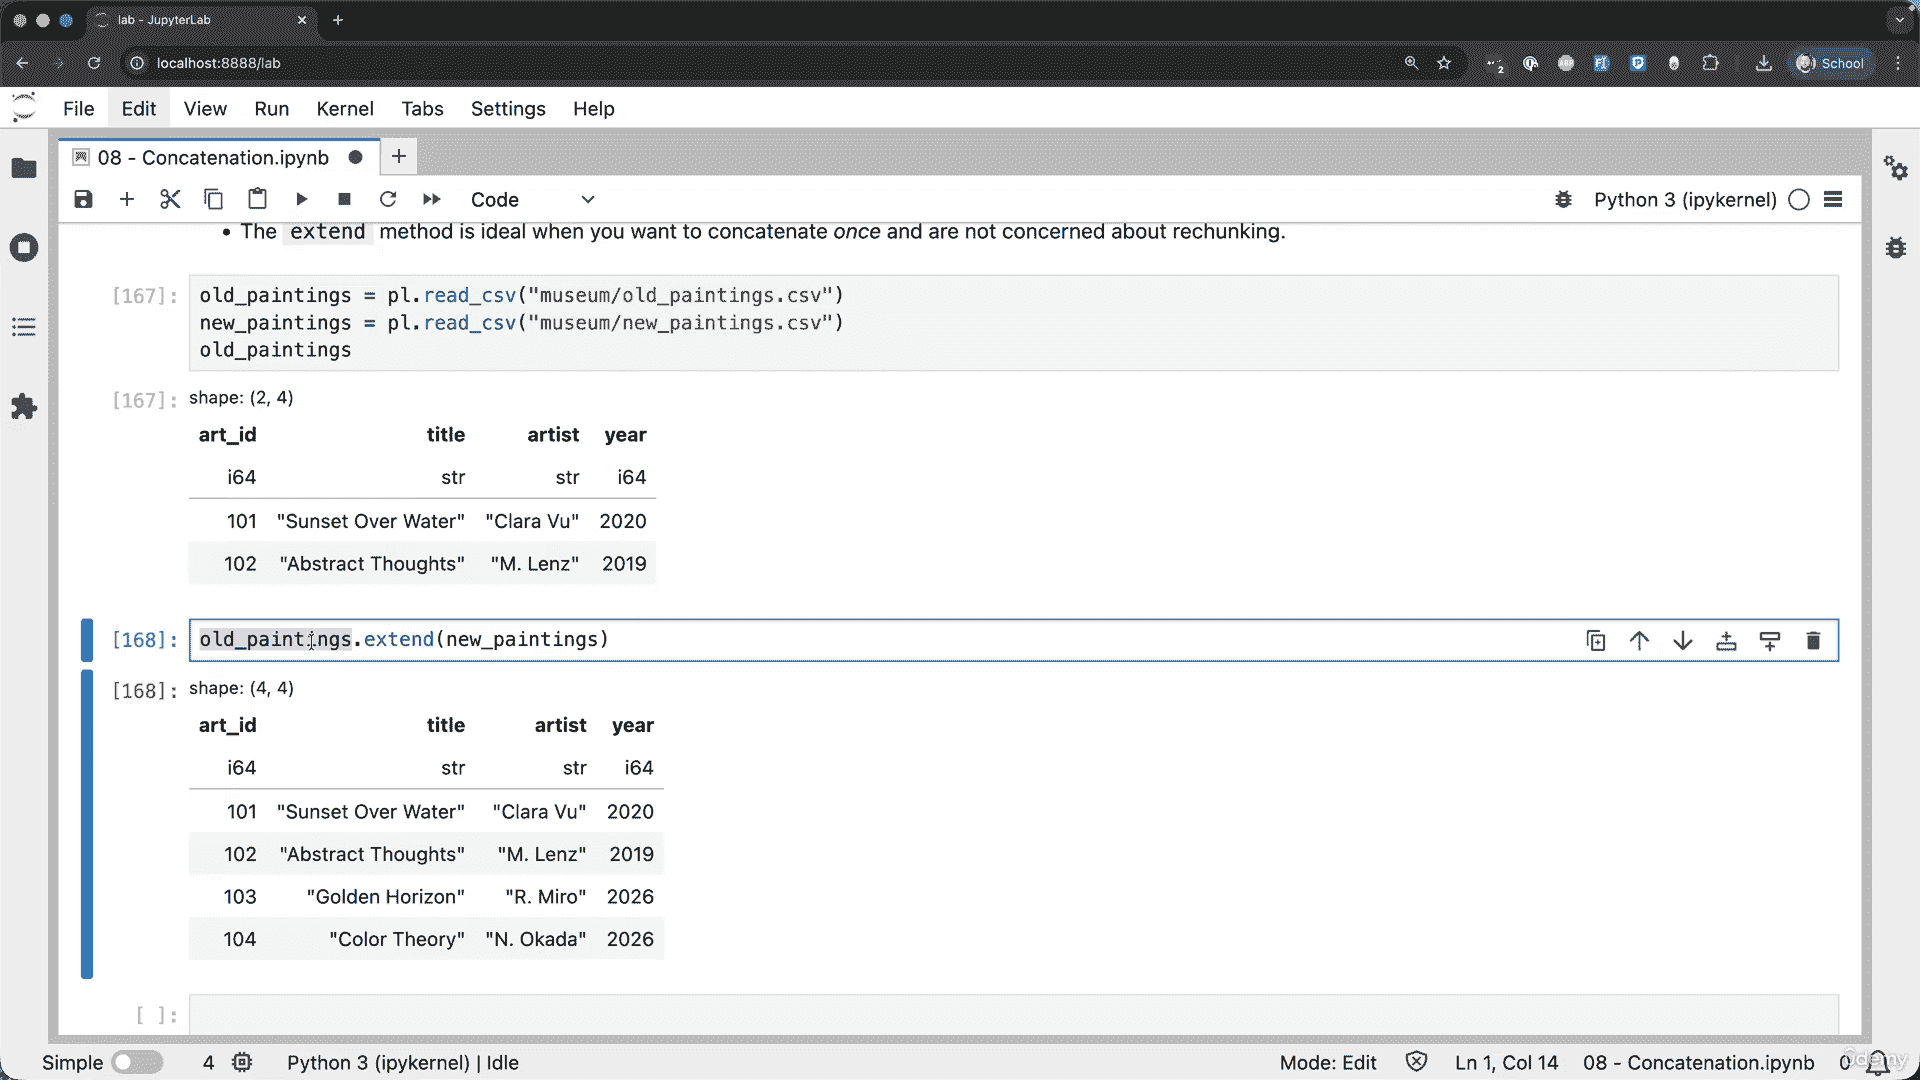 lab - JupyterLab
localhost:8888/lab
2
ABP
School
File Edit View Run Kernel Tabs Settings Help
08 - Concatenation.ipynb
Code
Python 3 (ipykernel)
• The extend method is ideal when you want to concatenate once and are not concerned about rechunking.
[167]: old_paintings = pl.read_csv("museum/old_paintings.csv")
new_paintings = pl.read_csv("museum/new_paintings.csv")
old_paintings
[167]: shape: (2, 4)
art_id title artist year
i64 str str i64
101 "Sunset Over Water" "Clara Vu" 2020
102 "Abstract Thoughts" "M. Lenz" 2019
[168]: old_paintings.extend(new_paintings)
[168]: shape: (4, 4)
art_id title artist year
i64 str str i64
101 "Sunset Over Water" "Clara Vu" 2020
102 "Abstract Thoughts" "M. Lenz" 2019
103 "Golden Horizon" "R. Miro" 2026
104 "Color Theory" "N. Okada" 2026
[ ]:
Simple 4 Python 3 (ipykernel) | Idle Mode: Edit Ln 1, Col 14 08 - Concatenation.ipynb 0
udemy